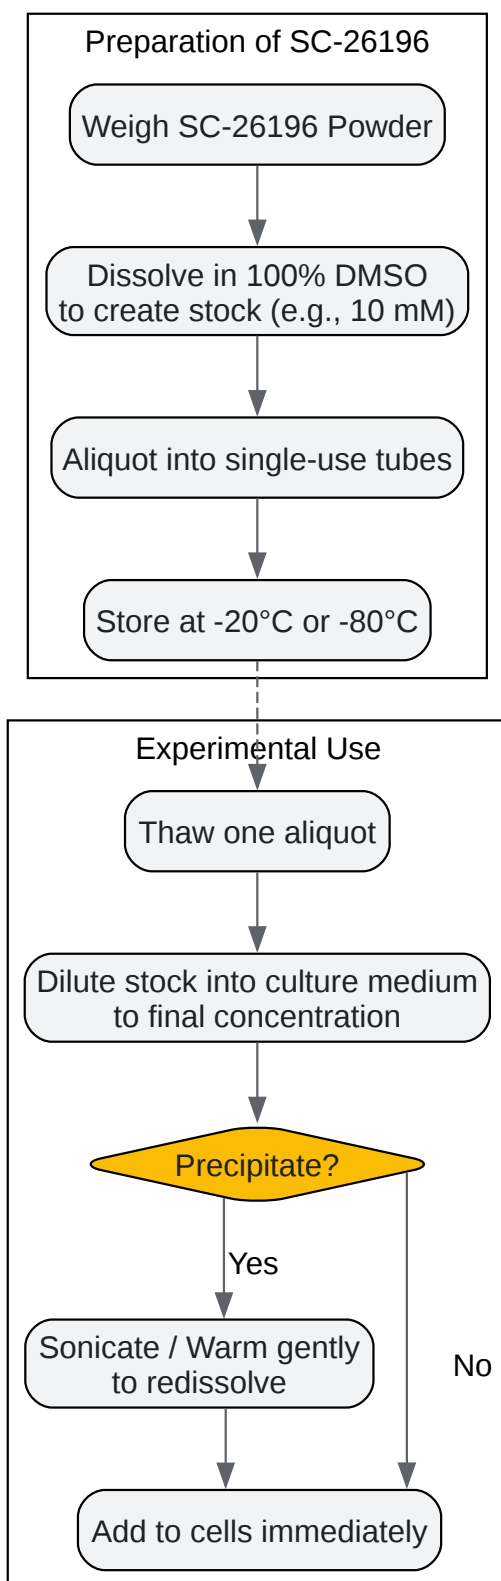 Preparation of SC-26196
Weigh SC-26196 Powder
Dissolve in 100% DMSO
to create stock (e.g., 10 mM)
Aliquot into single-use tubes
Store at -20°C or -80°C
Experimental Use
Thaw one aliquot
Dilute stock into culture medium
to final concentration
Precipitate?
Yes
Sonicate / Warm gently
to redissolve
No
Add to cells immediately